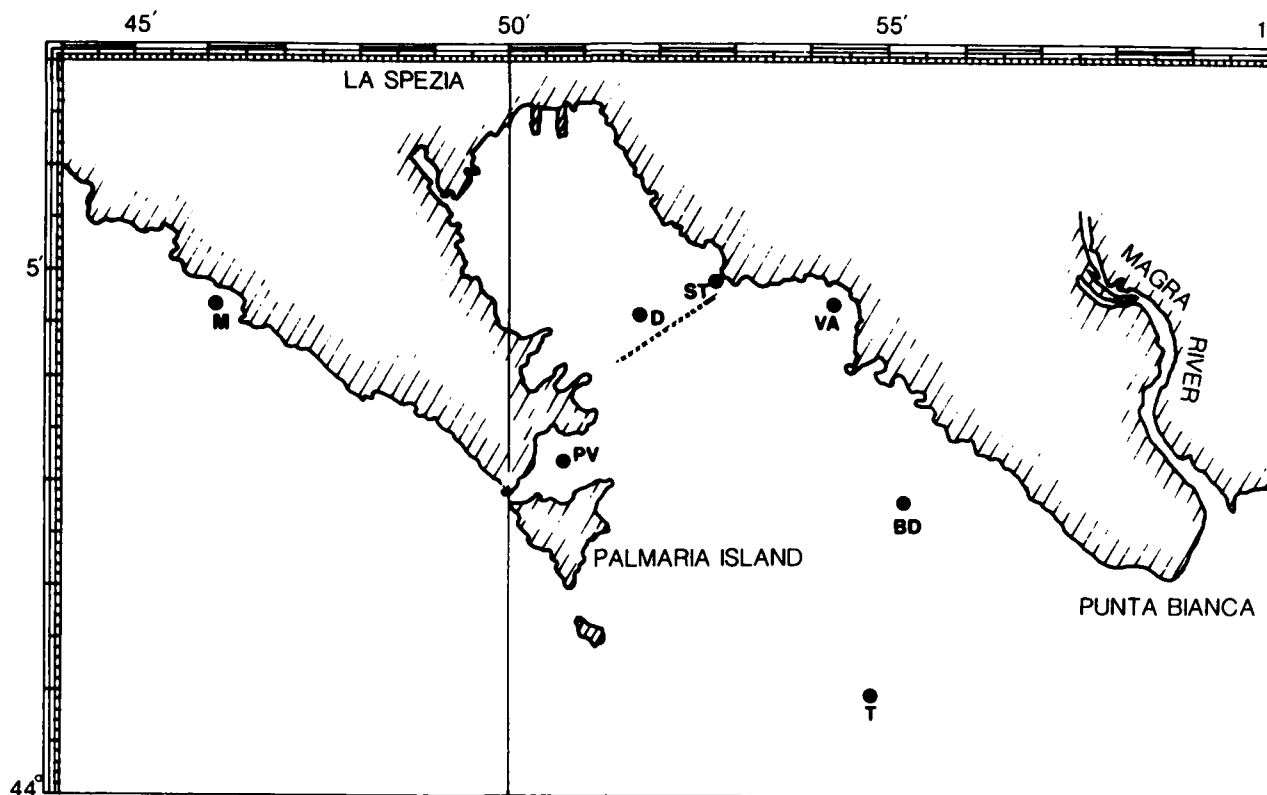 45′ 50′ 55′ 1
LA SPEZIA
5′
MAGRA
RIVER
M
ST
D
VA
PV
BD
PALMARIA ISLAND
PUNTA BIANCA
T
44°